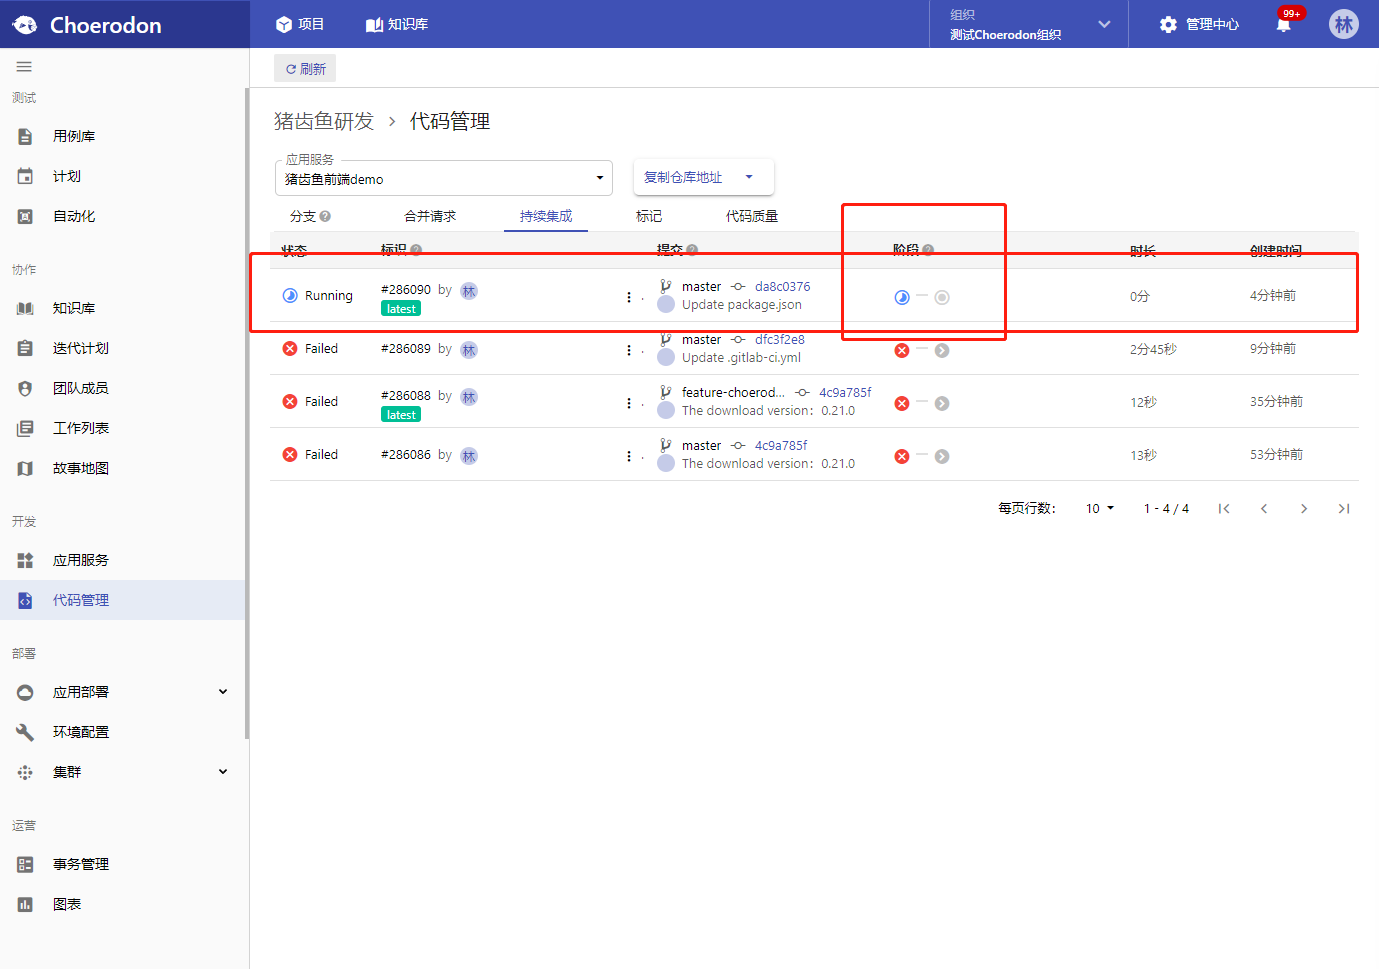 Choerodon
项目
知识库
组织
测试Choerodon组织
管理中心
99+
林
刷新
测试
用例库
计划
自动化
协作
知识库
迭代计划
团队成员
工作列表
故事地图
开发
应用服务
代码管理
部署
应用部署
环境配置
集群
运营
事务管理
图表
猪齿鱼研发 > 代码管理
应用服务
猪齿鱼前端demo
复制仓库地址
分支 合并请求 持续集成 标记 代码质量
状态 标识 提交 阶段 时长 创建时间
Running #286090 by 林 master da8c0376 0分 4分钟前
latest Update package.json
Failed #286089 by 林 master dfc3f2e8 2分45秒 9分钟前
Update .gitlab-ci.yml
Failed #286088 by 林 feature-choerod... 4c9a785f 12秒 35分钟前
latest The download version：0.21.0
Failed #286086 by 林 master 4c9a785f 13秒 53分钟前
The download version：0.21.0
每页行数： 10 1 - 4 / 4